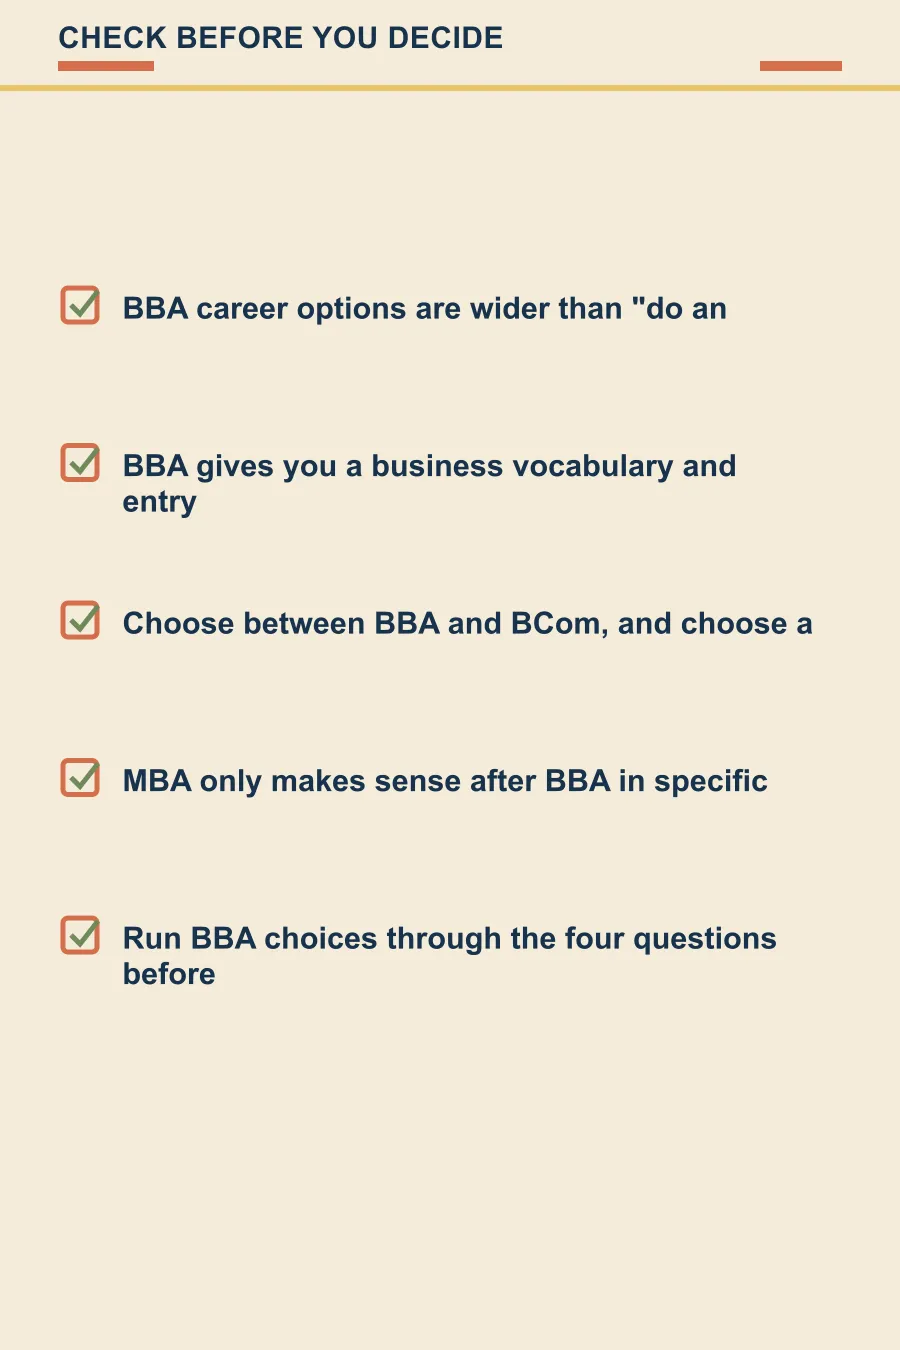 CHECK BEFORE YOU DECIDE
BBA career options are wider than "do an
BBA gives you a business vocabulary and
entry
Choose between BBA and BCom, and choose a
MBA only makes sense after BBA in specific
Run BBA choices through the four questions
before